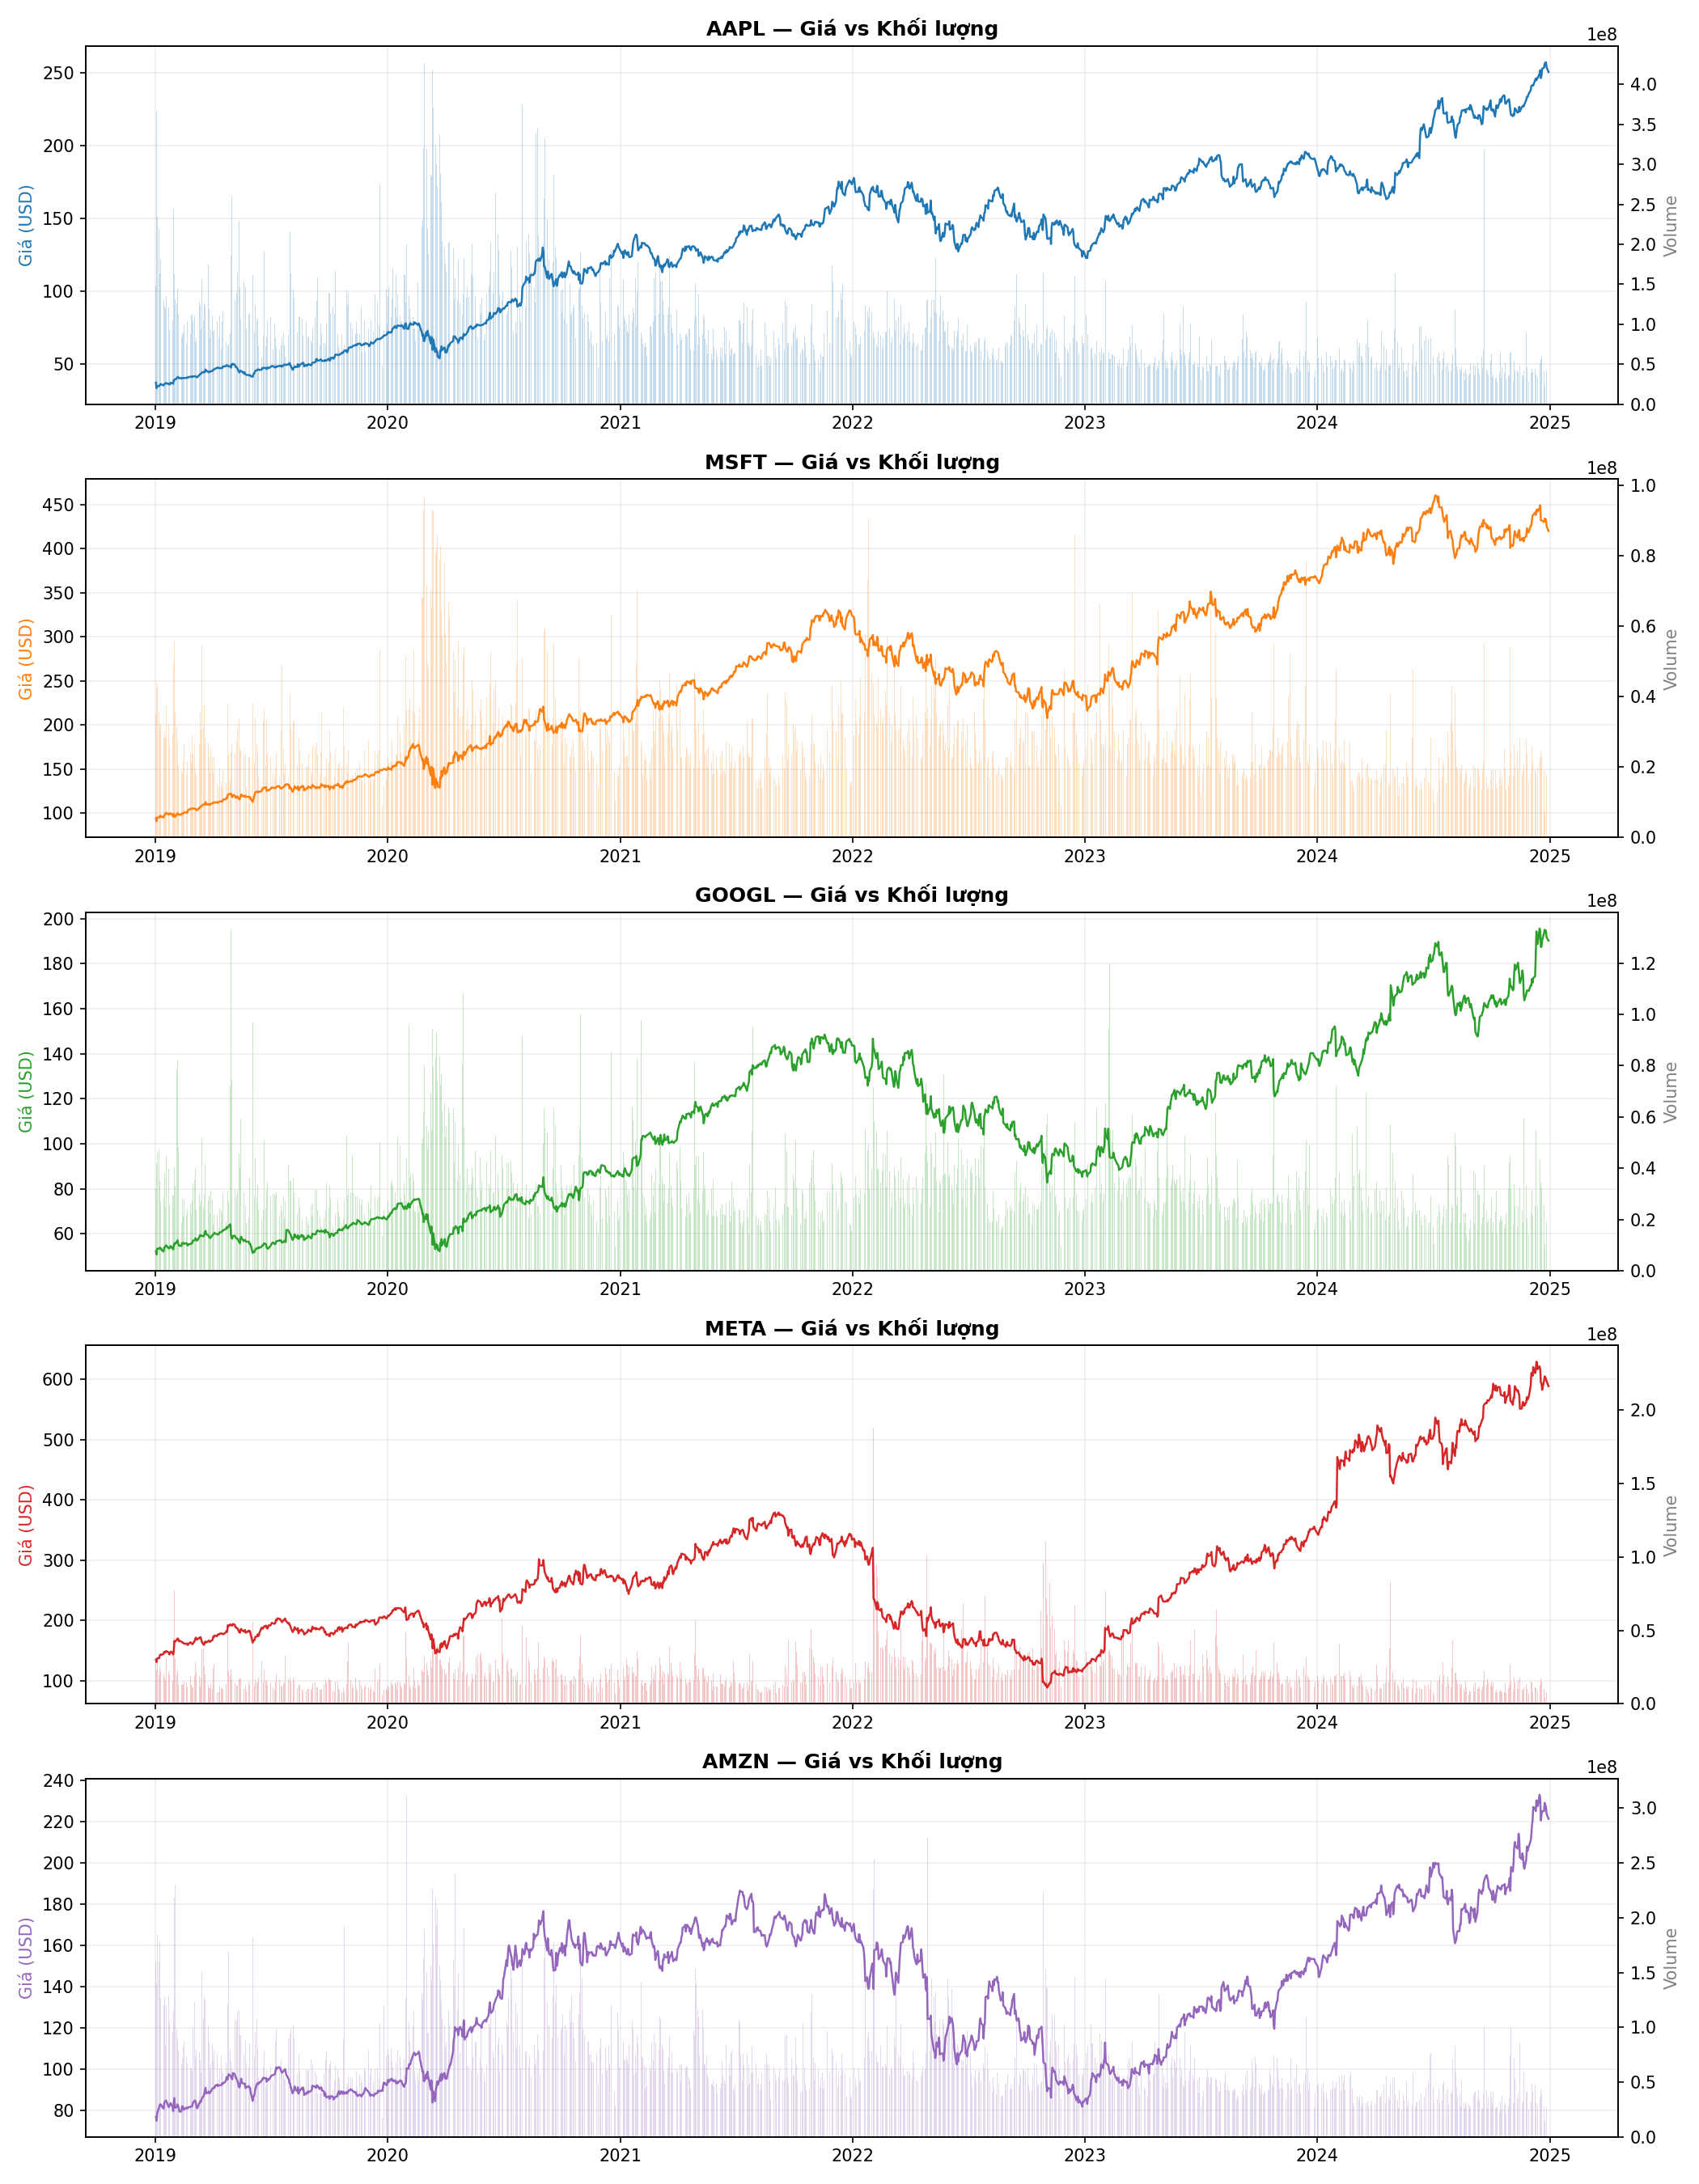 AAPL — Giá vs Khối lượng
1e8
Giá (USD)
250
200
150
100
50
4.0
3.5
3.0
2.5
2.0
1.5
1.0
0.5
0.0
Volume
2019 2020 2021 2022 2023 2024 2025
MSFT — Giá vs Khối lượng
1e8
Giá (USD)
450
400
350
300
250
200
150
100
1.0
0.8
0.6
0.4
0.2
0.0
Volume
2019 2020 2021 2022 2023 2024 2025
GOOGL — Giá vs Khối lượng
1e8
Giá (USD)
200
180
160
140
120
100
80
60
1.2
1.0
0.8
0.6
0.4
0.2
0.0
Volume
2019 2020 2021 2022 2023 2024 2025
META — Giá vs Khối lượng
1e8
Giá (USD)
600
500
400
300
200
100
2.0
1.5
1.0
0.5
0.0
Volume
2019 2020 2021 2022 2023 2024 2025
AMZN — Giá vs Khối lượng
1e8
Giá (USD)
240
220
200
180
160
140
120
100
80
3.0
2.5
2.0
1.5
1.0
0.5
0.0
Volume
2019 2020 2021 2022 2023 2024 2025